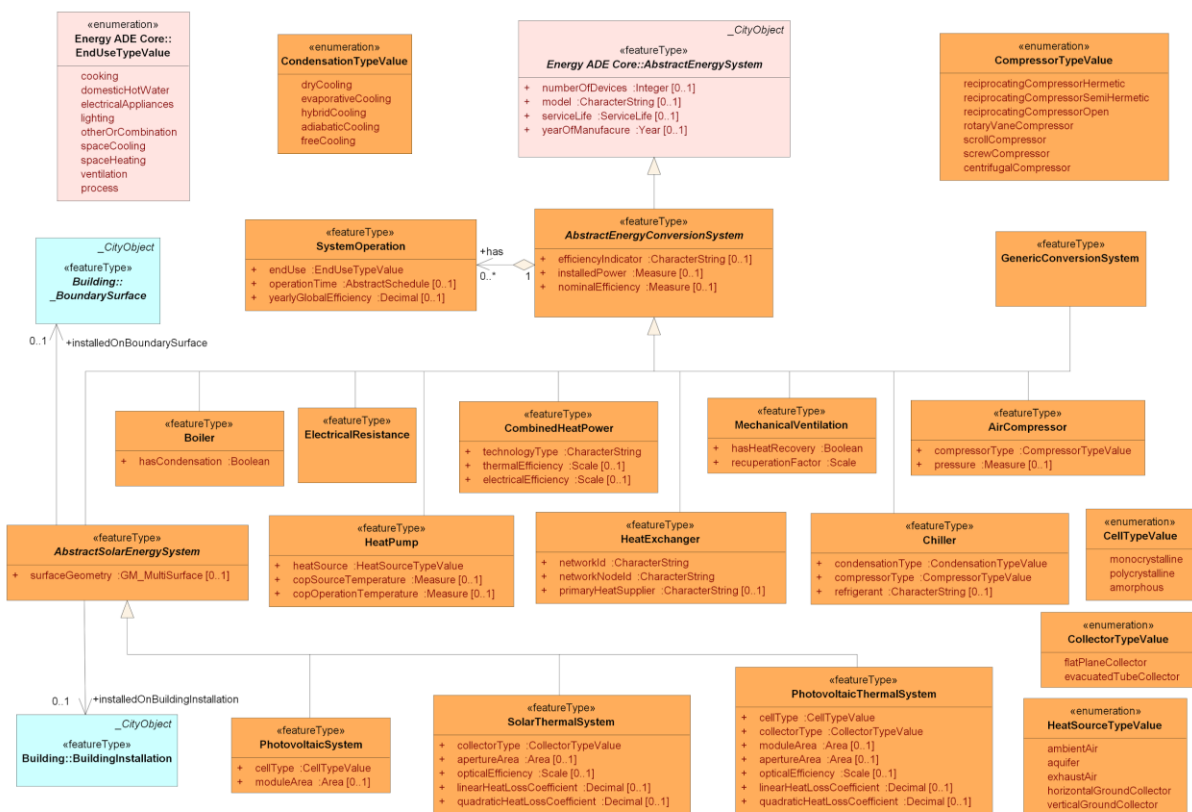 «enumeration»
Energy ADE Core::
EndUseTypeValue
cooking
domesticHotWater
electricalAppliances
lighting
otherOrCombination
spaceCooling
spaceHeating
ventilation
process
«enumeration»
CondensationTypeValue
dryCooling
evaporativeCooling
hybridCooling
adiabaticCooling
freeCooling
_CityObject
«featureType»
Energy ADE Core::AbstractEnergySystem
+ numberOfDevices :Integer [0..1]
+ model :CharacterString [0..1]
+ serviceLife :ServiceLife [0..1]
+ yearOfManufacure :Year [0..1]
«enumeration»
CompressorTypeValue
reciprocatingCompressorHermetic
reciprocatingCompressorSemiHermetic
reciprocatingCompressorOpen
rotaryVaneCompressor
scrollCompressor
screwCompressor
centrifugalCompressor
_CityObject
«featureType»
Building::
_BoundarySurface
«featureType»
SystemOperation
+ endUse :EndUseTypeValue
+ operationTime :AbstractSchedule [0..1]
+ yearlyGlobalEfficiency :Decimal [0..1]
+has
0..*
1
«featureType»
AbstractEnergyConversionSystem
+ efficiencyIndicator :CharacterString [0..1]
+ installedPower :Measure [0..1]
+ nominalEfficiency :Measure [0..1]
«featureType»
GenericConversionSystem
0..1
+installedOnBoundarySurface
«featureType»
Boiler
+ hasCondensation :Boolean
«featureType»
ElectricalResistance
«featureType»
CombinedHeatPower
+ technologyType :CharacterString
+ thermalEfficiency :Scale [0..1]
+ electricalEfficiency :Scale [0..1]
«featureType»
MechanicalVentilation
+ hasHeatRecovery :Boolean
+ recuperationFactor :Scale
«featureType»
AirCompressor
+ compressorType :CompressorTypeValue
+ pressure :Measure [0..1]
«featureType»
AbstractSolarEnergySystem
+ surfaceGeometry :GM_MultiSurface [0..1]
«featureType»
HeatPump
+ heatSource :HeatSourceTypeValue
+ copSourceTemperature :Measure [0..1]
+ copOperationTemperature :Measure [0..1]
«featureType»
HeatExchanger
+ networkId :CharacterString
+ networkNodeId :CharacterString
+ primaryHeatSupplier :CharacterString [0..1]
«featureType»
Chiller
+ condensationType :CondensationTypeValue
+ compressorType :CompressorTypeValue
+ refrigerant :CharacterString [0..1]
«enumeration»
CellTypeValue
monocrystalline
polycrystalline
amorphous
«enumeration»
CollectorTypeValue
flatPlaneCollector
evacuatedTubeCollector
0..1
+installedOnBuildingInstallation
_CityObject
«featureType»
Building::BuildingInstallation
«featureType»
PhotovoltaicSystem
+ cellType :CellTypeValue
+ moduleArea :Area [0..1]
«featureType»
SolarThermalSystem
+ collectorType :CollectorTypeValue
+ apertureArea :Area [0..1]
+ opticalEfficiency :Scale [0..1]
+ linearHeatLossCoefficient :Decimal [0..1]
+ quadraticHeatLossCoefficient :Decimal [0..1]
«featureType»
PhotovoltaicThermalSystem
+ cellType :CellTypeValue
+ collectorType :CollectorTypeValue
+ moduleArea :Area [0..1]
+ apertureArea :Area [0..1]
+ opticalEfficiency :Scale [0..1]
+ linearHeatLossCoefficient :Decimal [0..1]
+ quadraticHeatLossCoefficient :Decimal [0..1]
«enumeration»
HeatSourceTypeValue
ambientAir
aquifer
exhaustAir
horizontalGroundCollector
verticalGroundCollector